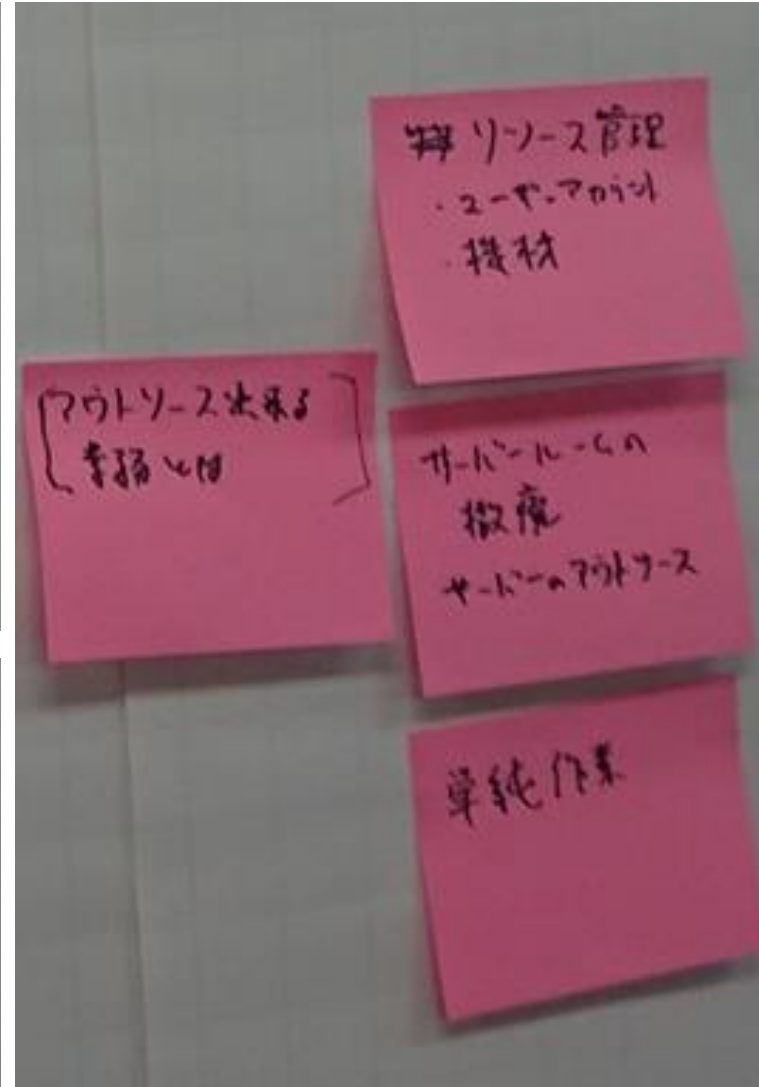 [アウトソース出来る
業務とは]
リソース管理
・ユーザーアカウント
・機材
サーバールームの
撤廃
サーバーのアウトソース
単純作業